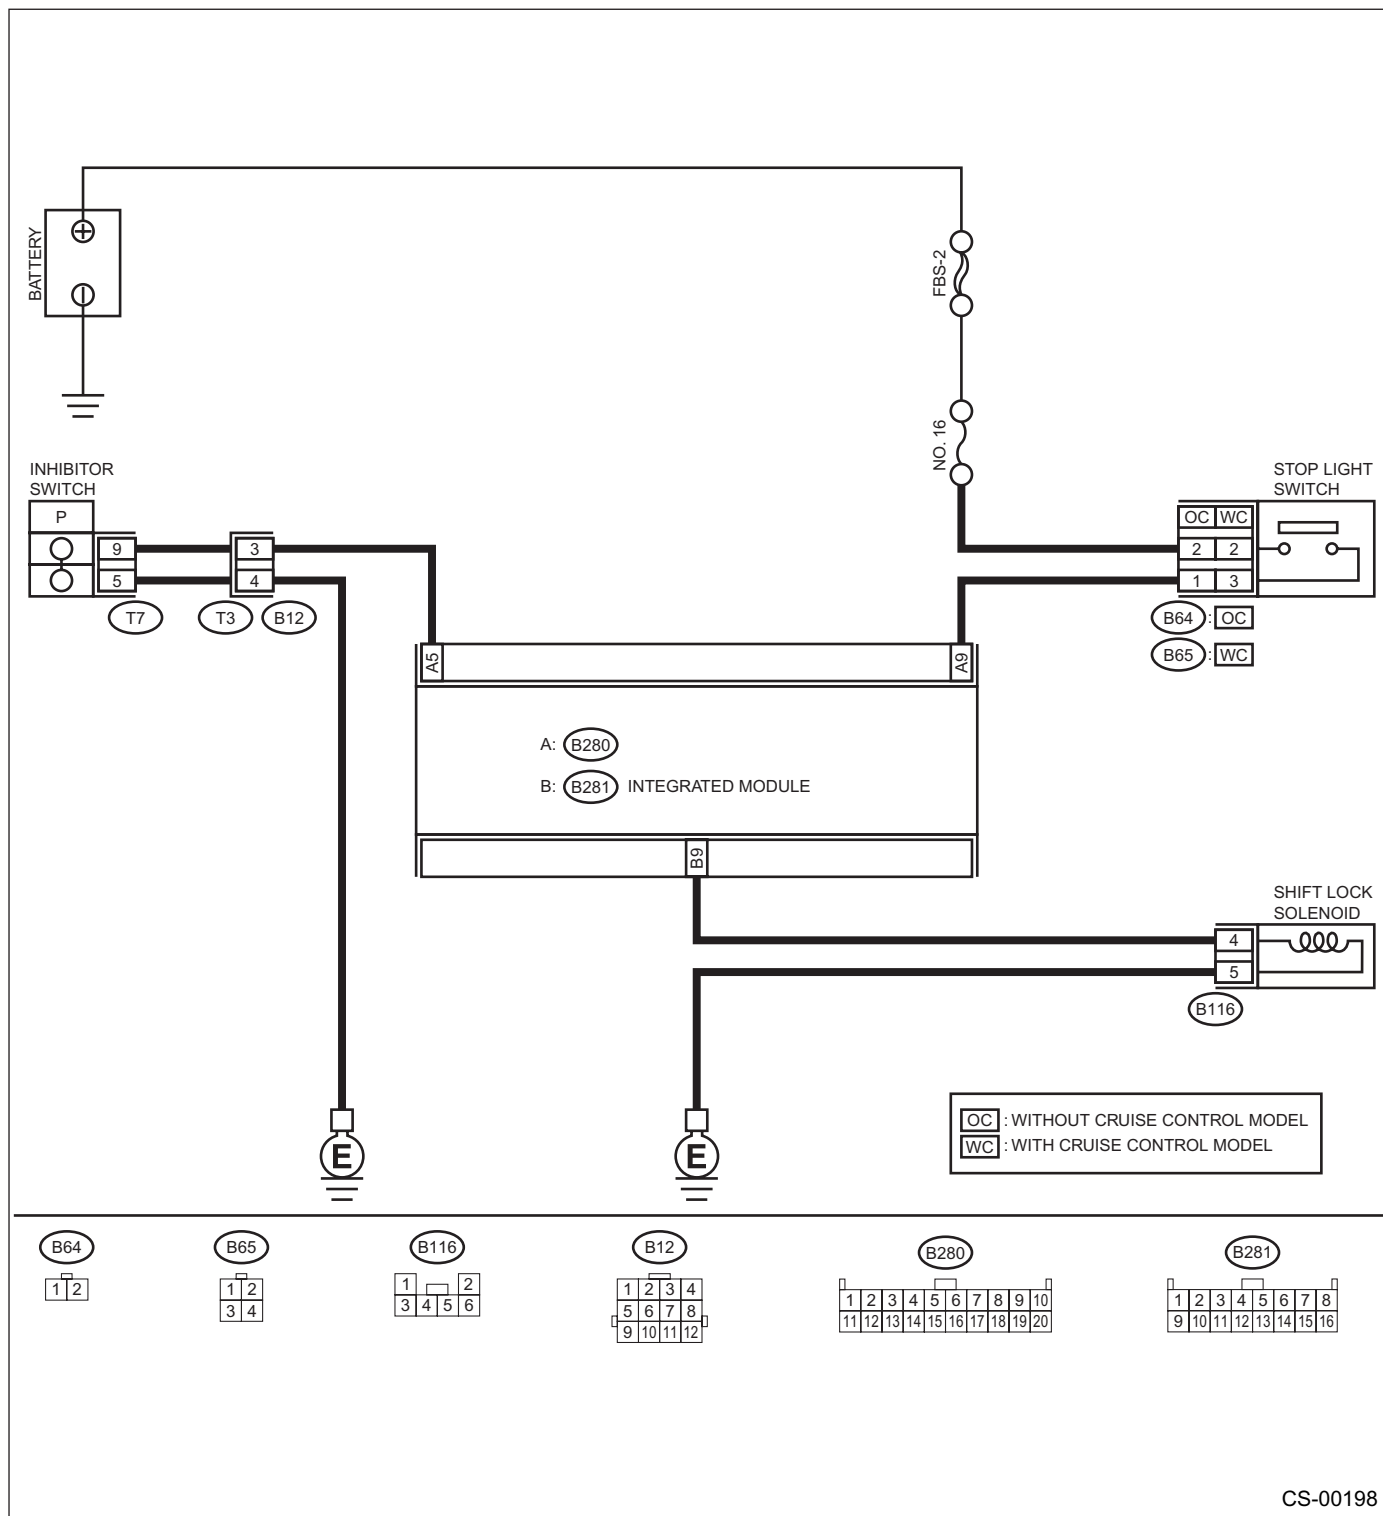 BATTERY
FBS-2
NO. 16
INHIBITOR
SWITCH
P
9
5
3
4
T7
T3
B12
STOP LIGHT
SWITCH
OC WC
2 2
1 3
B64 : OC
B65 : WC
A5
A9
A: B280
B: B281 INTEGRATED MODULE
B9
SHIFT LOCK
SOLENOID
4
5
B116
E
E
OC : WITHOUT CRUISE CONTROL MODEL
WC : WITH CRUISE CONTROL MODEL
B64
1 2
B65
1 2
3 4
B116
1 2
3 4 5 6
B12
1 2 3 4
5 6 7 8
9 10 11 12
B280
1 2 3 4 5 6 7 8 9 10
11 12 13 14 15 16 17 18 19 20
B281
1 2 3 4 5 6 7 8
9 10 11 12 13 14 15 16
CS-00198